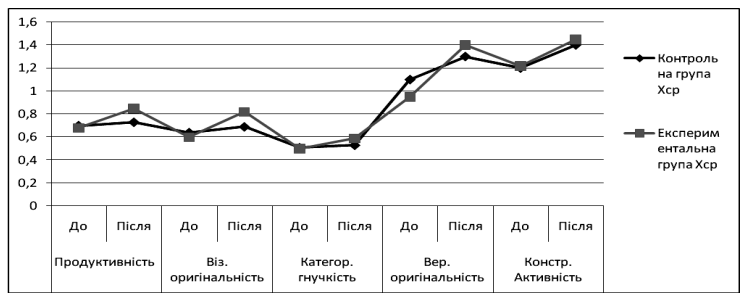 1,6
1,4
1,2
1
0,8
0,6
0,4
0,2
0
До Після До Після До Після До Після До Після
Продуктивність Віз. оригінальність Категор. гнучкість Вер. оригінальність Констр. Активність
Контроль
на група
Хср
Експерим
ентальна
група Хср